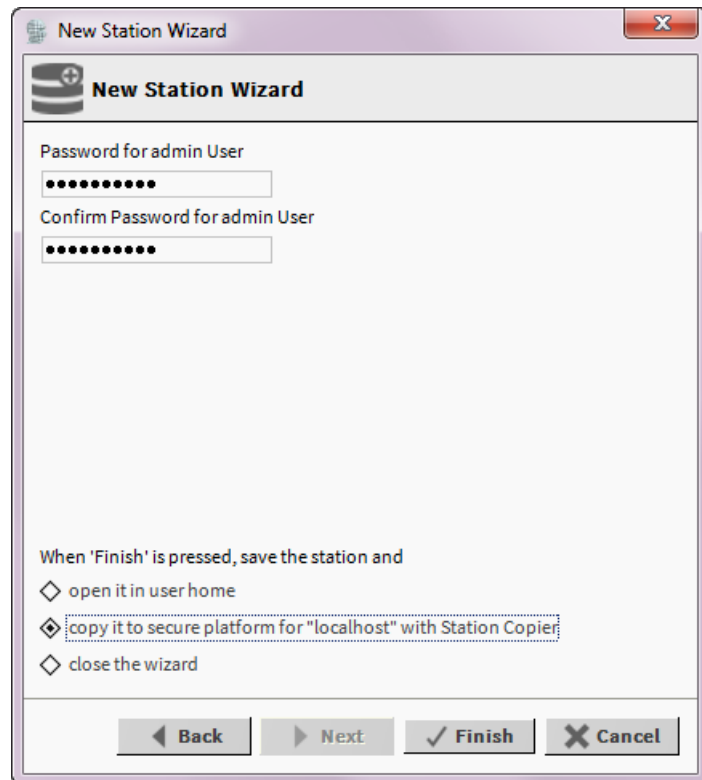 New Station Wizard
New Station Wizard
Password for admin User
●●●●●●●●●●
Confirm Password for admin User
●●●●●●●●●●
When 'Finish' is pressed, save the station and
open it in user home
copy it to secure platform for "localhost" with Station Copier
close the wizard
Back Next Finish Cancel